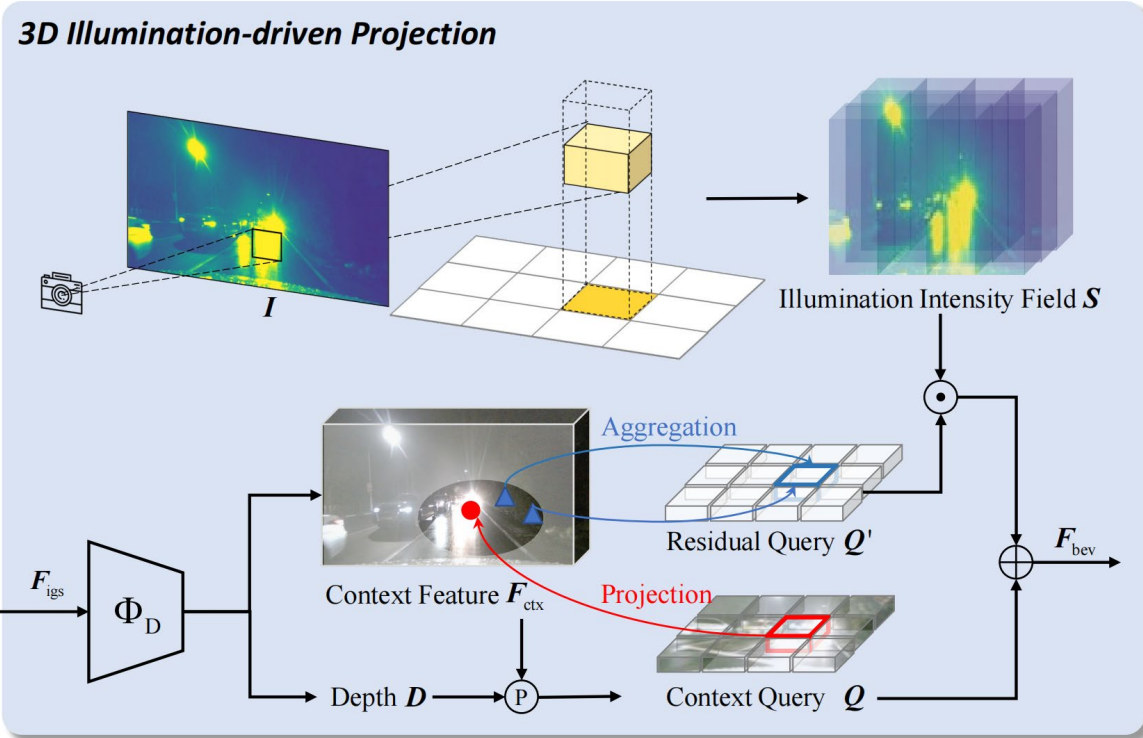 3D Illumination-driven Projection
I
Illumination Intensity Field S
Aggregation
Residual Query Q'
F_igs
Φ_D
Context Feature F_ctx
Projection
F_bev
Depth D
P
Context Query Q